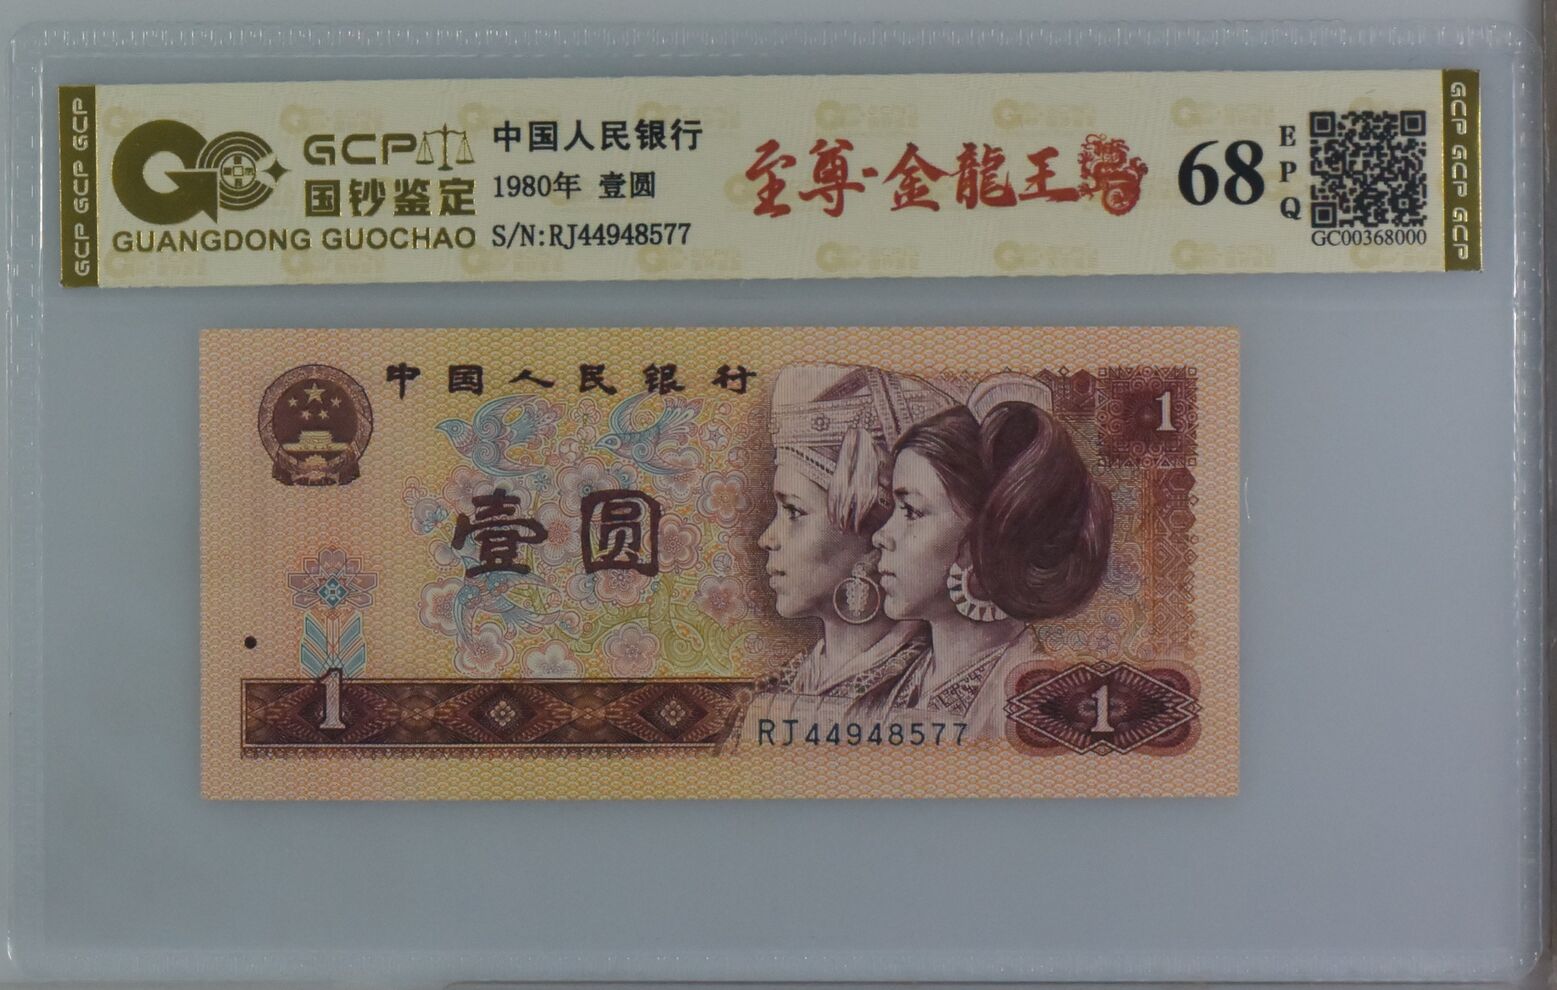 GCP GCP GCP
GCP
国钞鉴定
GUANGDONG GUOCHAO
中国人民银行
1980年 壹圆
S/N:RJ44948577
至尊·金龍王
68
EPQ
GC00368000
GCP GCP GCP
中国人民银行
1
壹圆
1
1
RJ44948577